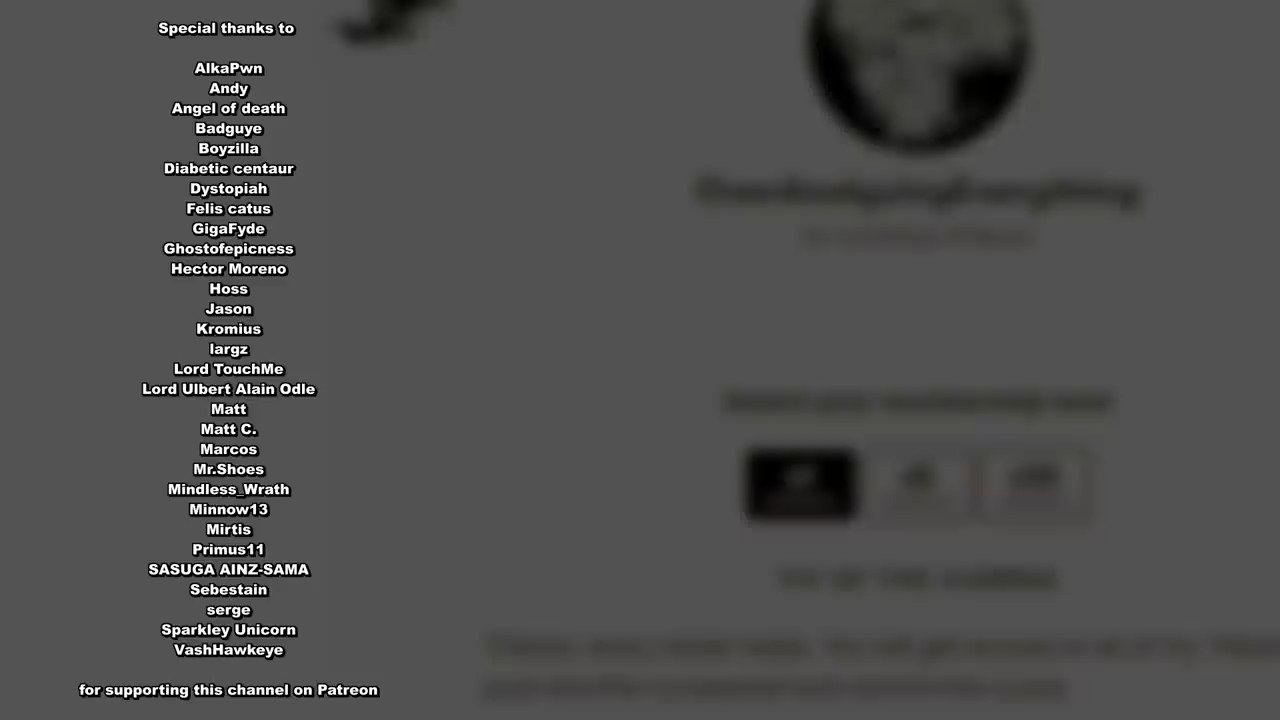 Special thanks to
AlkaPwn
Andy
Angel of death
Badguye
Boyzilla
Diabetic centaur
Dystopiah
Felis catus
GigaFyde
Ghostofepicness
Hector Moreno
Hoss
Jason
Kromius
largz
Lord TouchMe
Lord Ulbert Alain Odle
Matt
Matt C.
Marcos
Mr.Shoes
Mindless_Wrath
Minnow13
Mirtis
Primus11
SASUGA AINZ-SAMA
Sebestain
serge
Sparkley Unicorn
VashHawkeye
for supporting this channel on Patreon